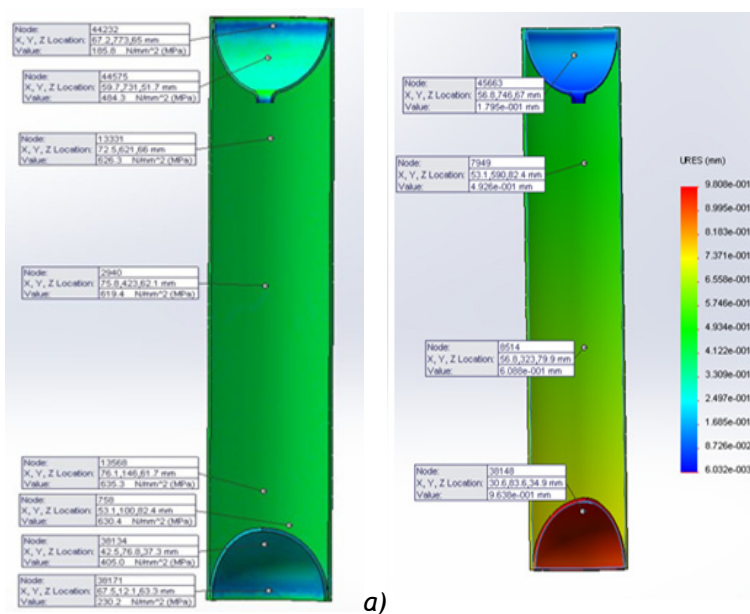 Node: 44232
X, Y, Z Location: 67.2,773,65 mm
Value: 185.8 N/mm^2 (MPa)
Node: 44575
X, Y, Z Location: 59.7,731,51.7 mm
Value: 484.3 N/mm^2 (MPa)
Node: 13331
X, Y, Z Location: 72.5,621,66 mm
Value: 626.3 N/mm^2 (MPa)
Node: 2940
X, Y, Z Location: 75.8,423,62.1 mm
Value: 619.4 N/mm^2 (MPa)
Node: 13568
X, Y, Z Location: 76.1,146,61.7 mm
Value: 635.3 N/mm^2 (MPa)
Node: 758
X, Y, Z Location: 53.1,100,82.4 mm
Value: 630.4 N/mm^2 (MPa)
Node: 38134
X, Y, Z Location: 42.5,76.8,37.3 mm
Value: 405.0 N/mm^2 (MPa)
Node: 38171
X, Y, Z Location: 67.5,12.1,63.3 mm
Value: 230.2 N/mm^2 (MPa)
a)
Node: 45663
X, Y, Z Location: 56.8,746,67 mm
Value: 1.795e-001 mm
Node: 7949
X, Y, Z Location: 53.1,590,82.4 mm
Value: 4.926e-001 mm
Node: 8514
X, Y, Z Location: 56.8,323,79.9 mm
Value: 6.088e-001 mm
Node: 38148
X, Y, Z Location: 30.6,83.6,34.9 mm
Value: 9.638e-001 mm
URES (mm)
9.808e-001
8.995e-001
8.183e-001
7.371e-001
6.558e-001
5.746e-001
4.934e-001
4.122e-001
3.309e-001
2.497e-001
1.685e-001
8.726e-002
6.032e-003